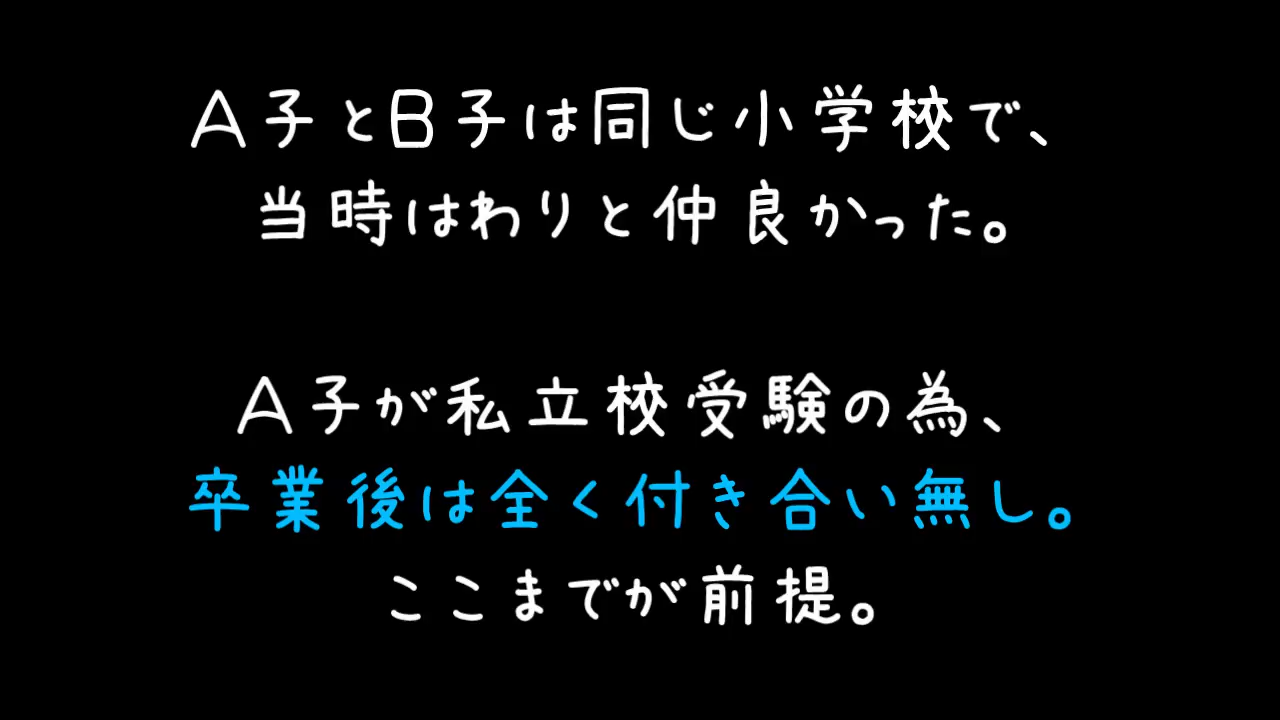 A子とB子は同じ小学校で、
当時はわりと仲良かった。
A子が私立校受験の為、
卒業後は全く付き合い無し。
ここまでが前提。